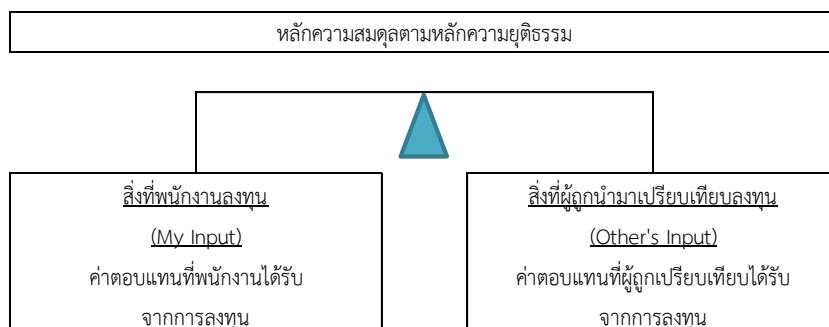 หลักความสมดุลตามหลักความยุติธรรม
สิ่งที่พนักงานลงทุน
(My Input)
ค่าตอบแทนที่พนักงานได้รับ
จากการลงทุน
สิ่งที่ผู้ถูกนำมาเปรียบเทียบลงทุน
(Other's Input)
ค่าตอบแทนที่ผู้ถูกเปรียบเทียบได้รับ
จากการลงทุน